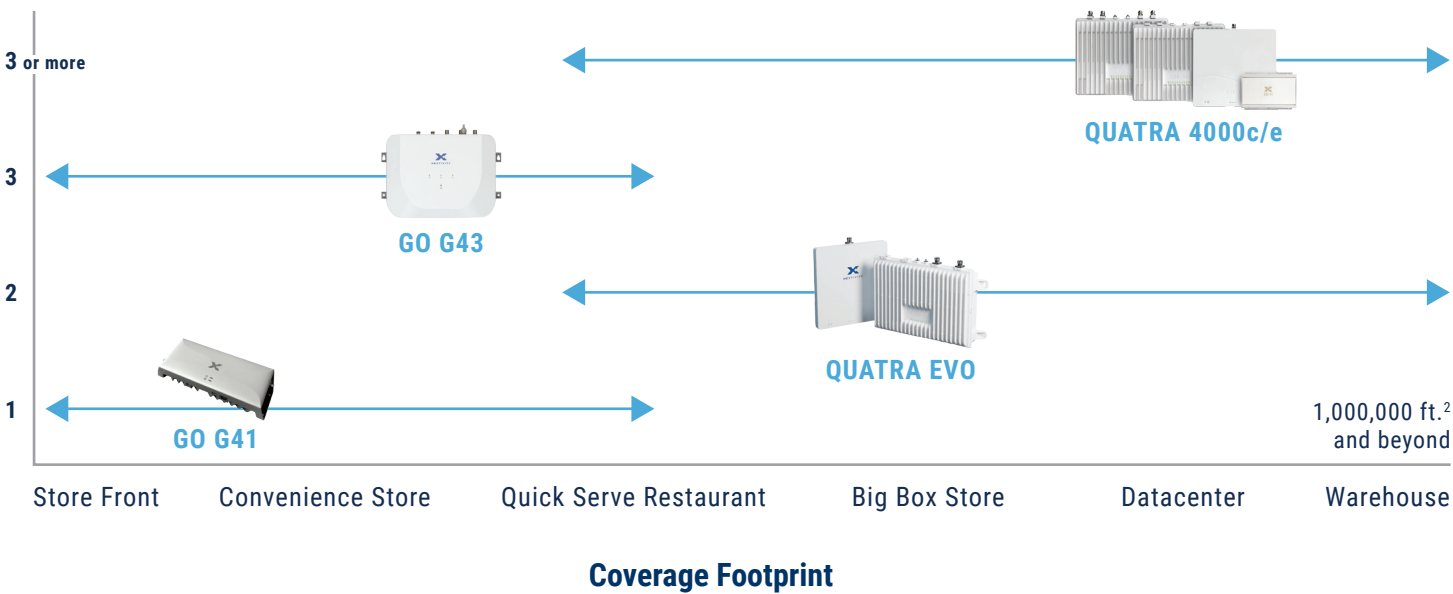 3 or more
QUATRA 4000c/e
3
GO G43
2
QUATRA EVO
1
GO G41
1,000,000 ft.²
and beyond
Store Front Convenience Store Quick Serve Restaurant Big Box Store Datacenter Warehouse
Coverage Footprint